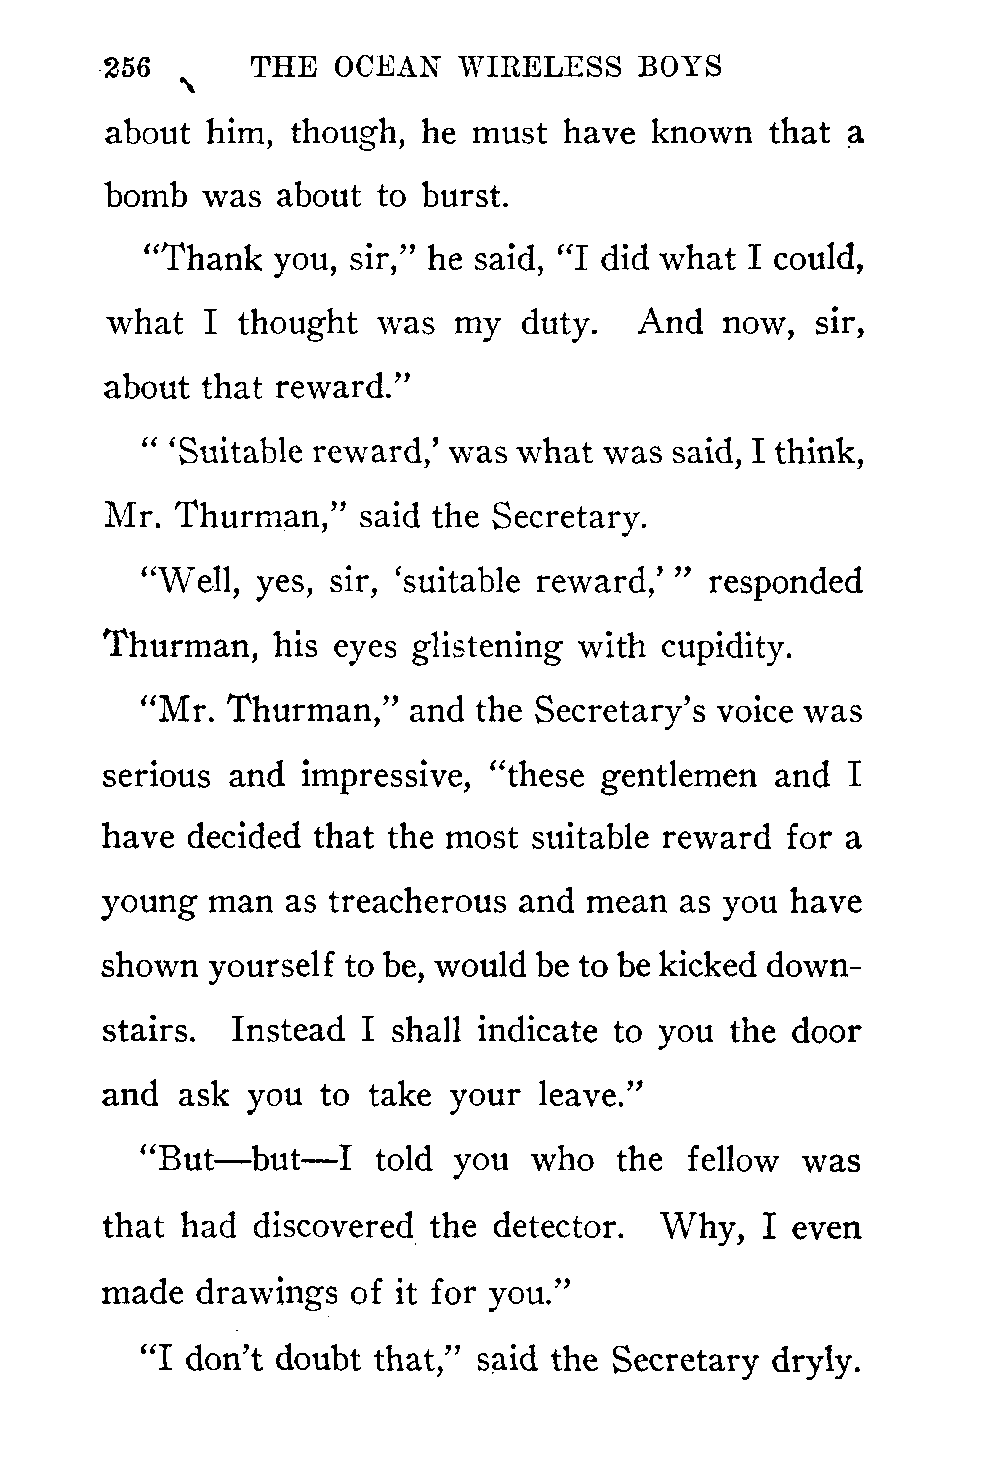 256 THE OCEAN WIRELESS BOYS
about him, though, he must have known that a
bomb was about to burst.
“Thank you, sir,” he said, “I did what I could,
what I thought was my duty. And now, sir,
about that reward.”
“ ‘Suitable reward,’ was what was said, I think,
Mr. Thurman,” said the Secretary.
“Well, yes, sir, ‘suitable reward,’ ” responded
Thurman, his eyes glistening with cupidity.
“Mr. Thurman,” and the Secretary’s voice was
serious and impressive, “these gentlemen and I
have decided that the most suitable reward for a
young man as treacherous and mean as you have
shown yourself to be, would be to be kicked down-
stairs. Instead I shall indicate to you the door
and ask you to take your leave.”
“But—but—I told you who the fellow was
that had discovered the detector. Why, I even
made drawings of it for you.”
“I don’t doubt that,” said the Secretary dryly.